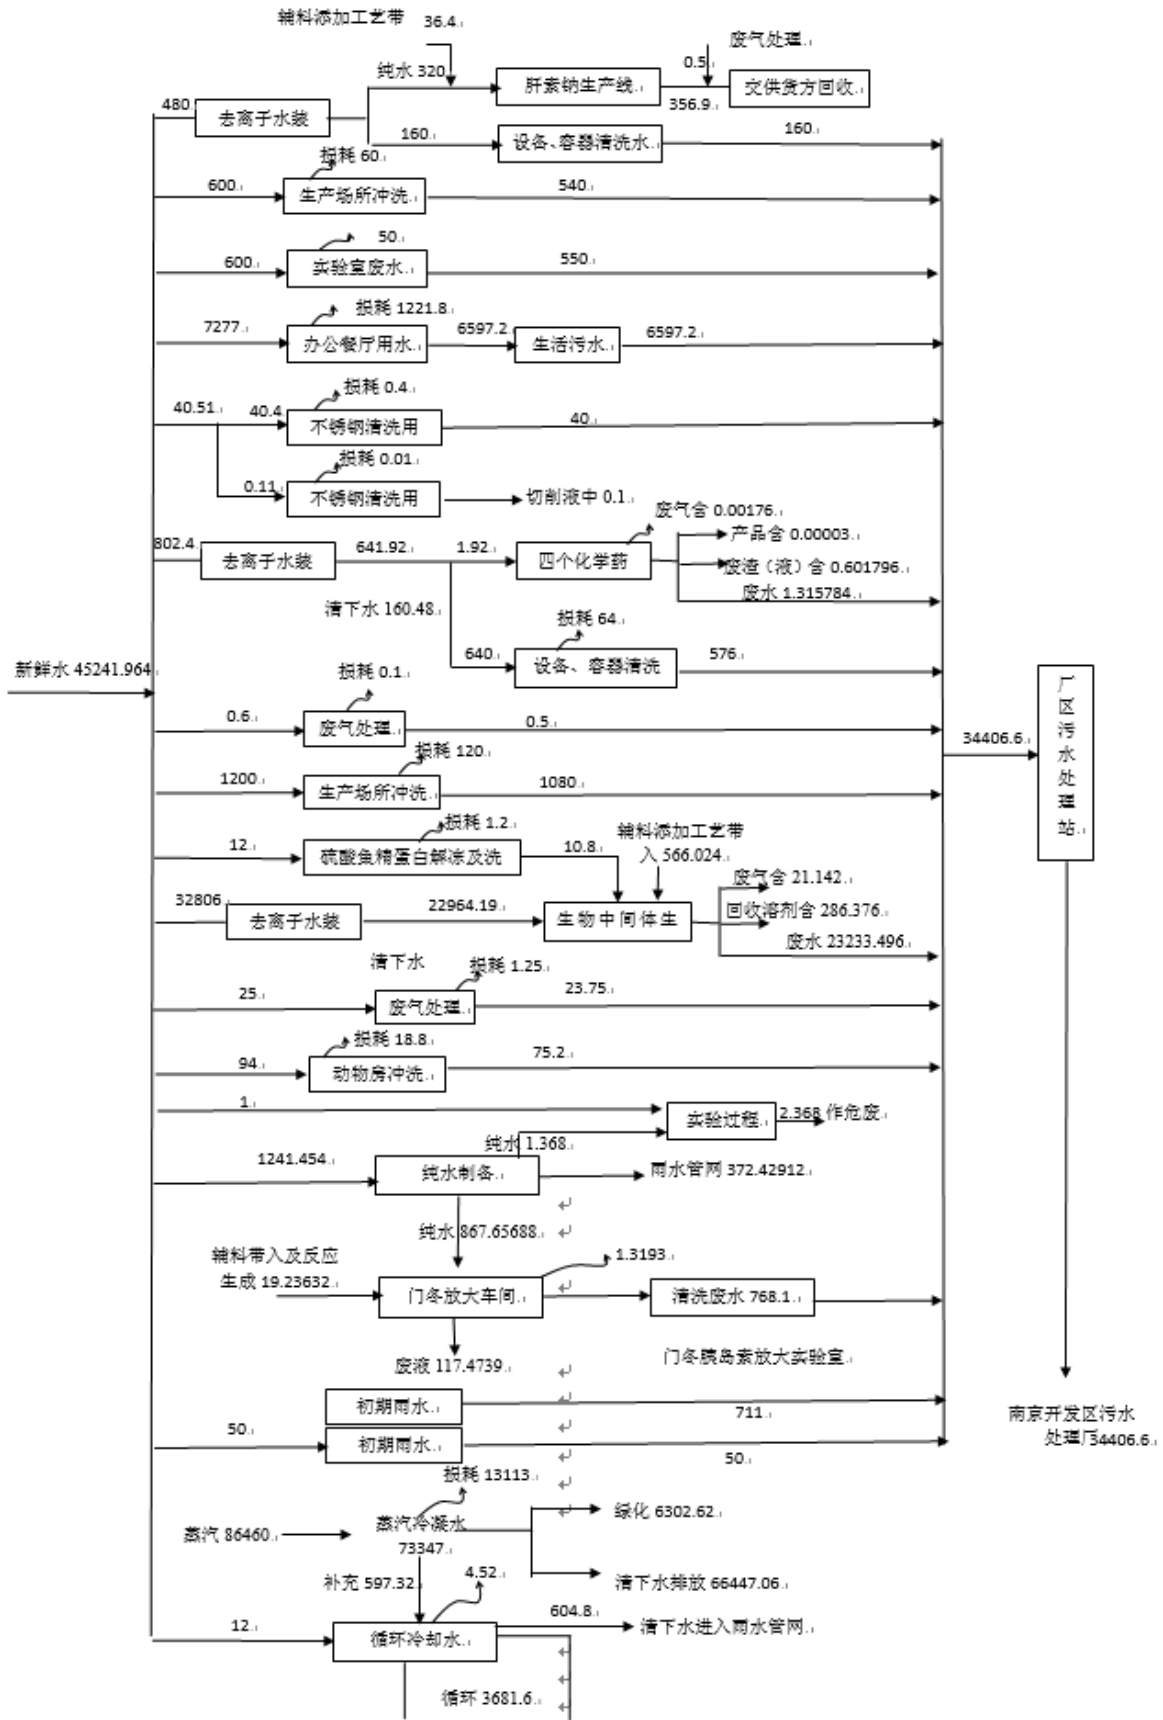 辅料添加工艺带 36.4
废气处理
0.5
纯水 320
肝素钠生产线
356.9
交供货方回收
480
去离子水装
160
设备、容器清洗水
160
损耗 60
600
生产场所冲洗
540
50
600
实验室废水
550
损耗 1221.8
7277
办公餐厅用水
6597.2
生活污水
6597.2
损耗 0.4
40.51
40.4
不锈钢清洗用
40
损耗 0.01
0.11
不锈钢清洗用
切削液中 0.1
废气含 0.00176
产品含 0.00003
802.4
去离子水装
641.92
1.92
四个化学药
废渣（液）含 0.601796
废水 1.315784
清下水 160.48
损耗 64
640
设备、容器清洗
576
新鲜水 45241.964
损耗 0.1
0.6
废气处理
0.5
34406.6
厂区污水处理站
损耗 120
1200
生产场所冲洗
1080
损耗 1.2
辅料添加工艺带
入 566.024
12
硫酸鱼精蛋白解冻及洗
10.8
废气含 21.142
32806
去离子水装
22964.19
生物中间体生
回收溶剂含 286.376
废水 23233.496
清下水
损耗 1.25
25
废气处理
23.75
损耗 18.8
94
动物房冲洗
75.2
1
实验过程
2.368 作危废
纯水 1.368
1241.454
纯水制备
雨水管网 372.42912
纯水 867.65688
辅料带入及反应
生成 19.23632
1.3193
门冬放大车间
清洗废水 768.1
废液 117.4739
门冬胰岛素放大实验室
初期雨水
711
南京开发区污水
处理厂34406.6
50
初期雨水
50
损耗 13113
绿化 6302.62
蒸汽 86460
蒸汽冷凝水
73347
补充 597.32
4.52
清下水排放 66447.06
604.8
清下水进入雨水管网
12
循环冷却水
循环 3681.6